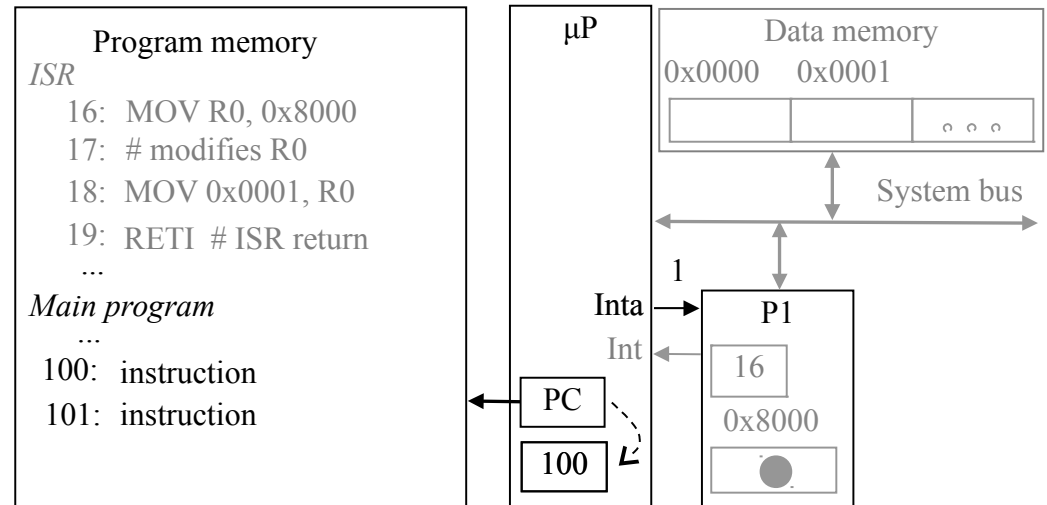 Program memory
ISR
16: MOV R0, 0x8000
17: # modifies R0
18: MOV 0x0001, R0
19: RETI # ISR return
...
Main program
...
100: instruction
101: instruction
μP
Inta
Int
PC
100
Data memory
0x0000 0x0001
System bus
1
P1
16
0x8000